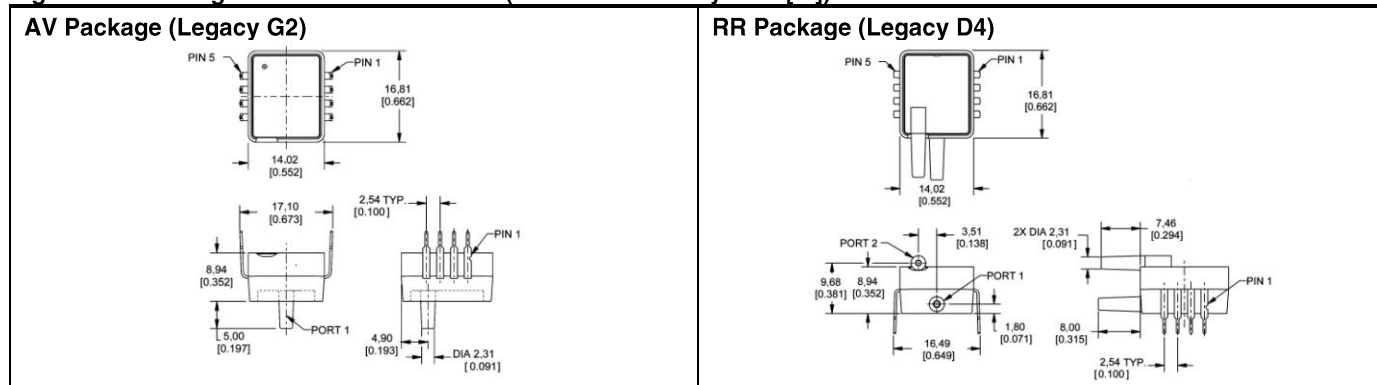 AV Package (Legacy G2)
PIN 5
PIN 1
16,81
[0.662]
14,02
[0.552]
17,10
[0.673]
2,54 TYP.
[0.100]
PIN 1
8,94
[0.352]
5,00
[0.197]
PORT 1
4,90
[0.193]
DIA 2,31
[0.091]
RR Package (Legacy D4)
PIN 5
PIN 1
16,81
[0.662]
14,02
[0.552]
3,51
[0.138]
PORT 2
PORT 1
9,68
[0.381]
8,94
[0.352]
1,80
[0.071]
16,49
[0.649]
2X DIA 2,31
[0.091]
7,46
[0.294]
PIN 1
8,00
[0.315]
2,54 TYP.
[0.100]